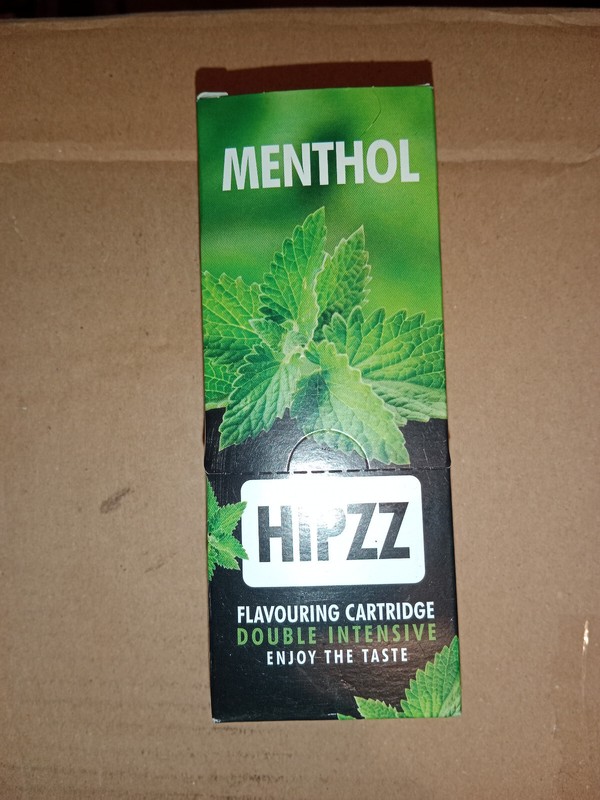 MENTHOL
HIPZZ
FLAVOURING CARTRIDGE
DOUBLE INTENSIVE
ENJOY THE TASTE